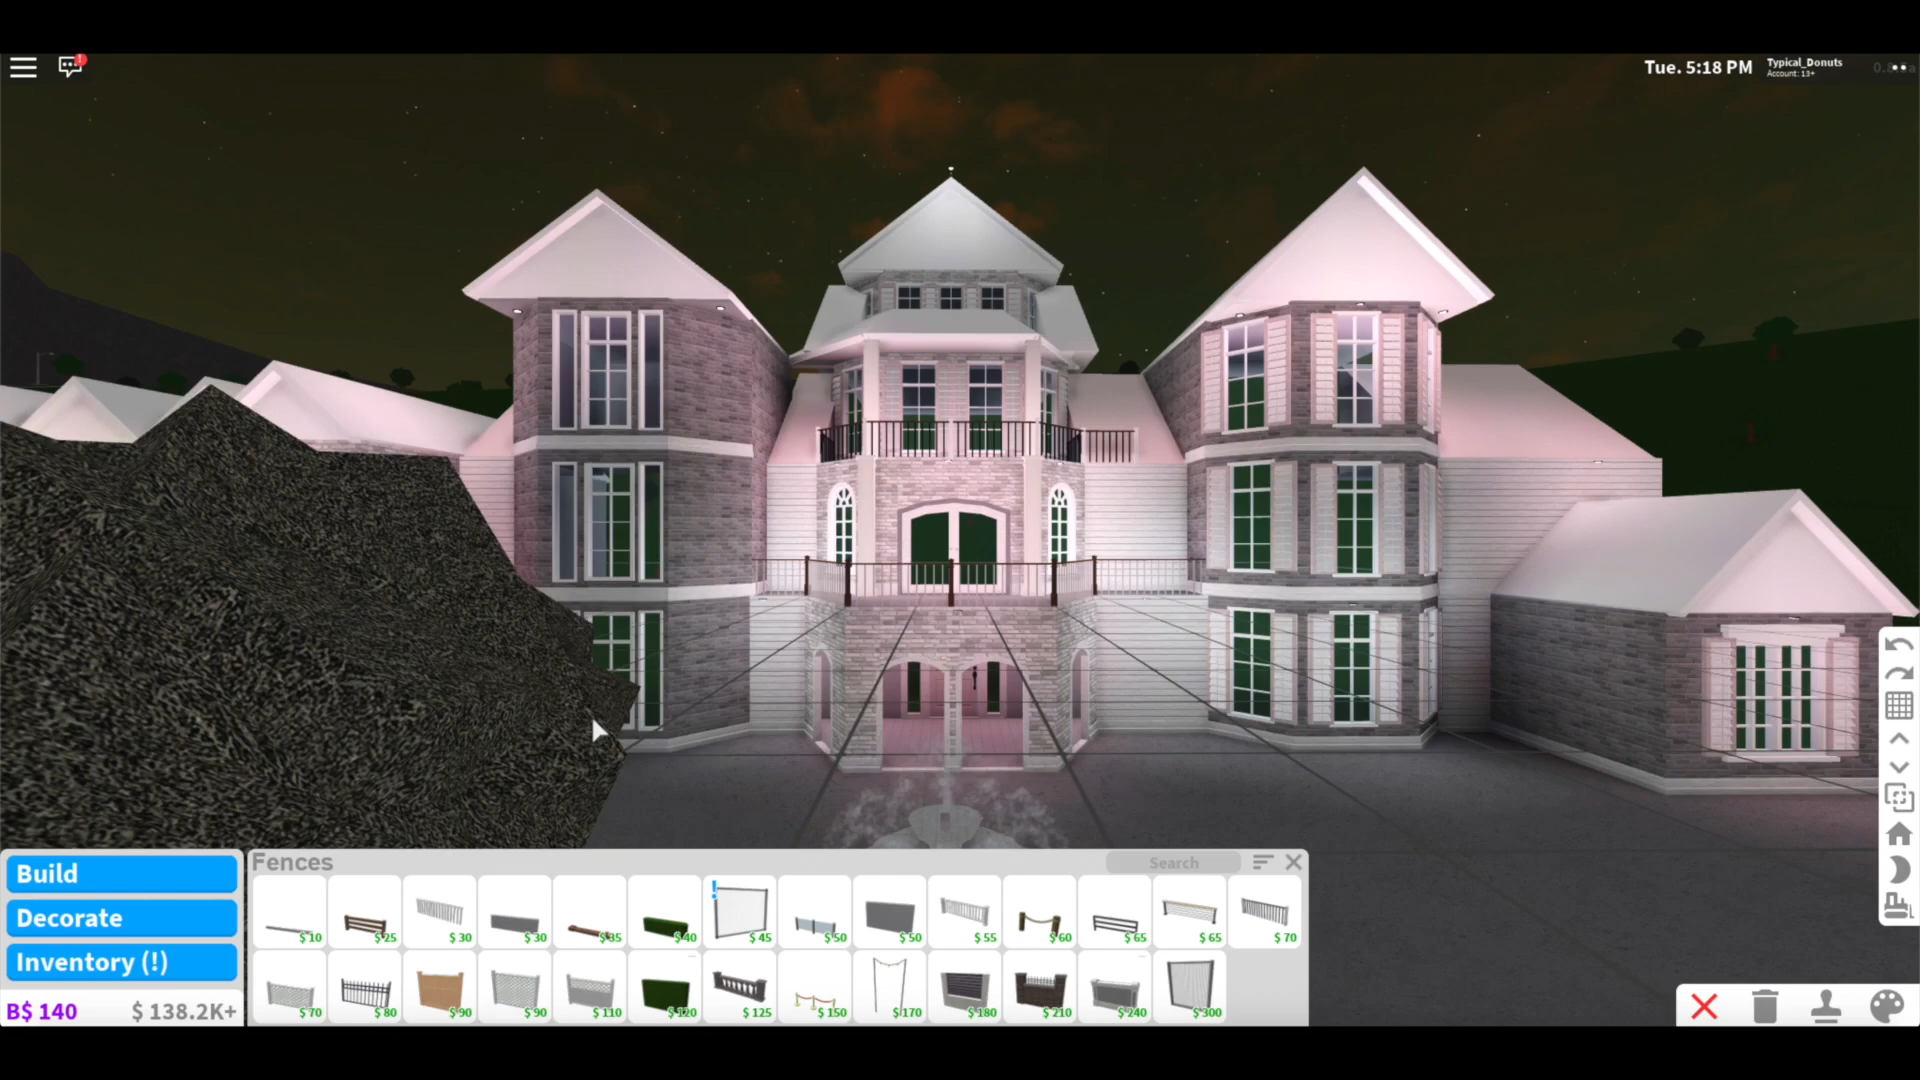 Tue. 5:18 PM
Typical_Donuts
Account: 13+
Build
Decorate
Inventory (!)
B$ 140
$ 138.2K+
Fences
Search
$10
$25
$30
$30
$35
$40
$45
$50
$50
$55
$60
$65
$65
$70
$70
$80
$90
$90
$110
$120
$125
$150
$170
$180
$210
$240
$300